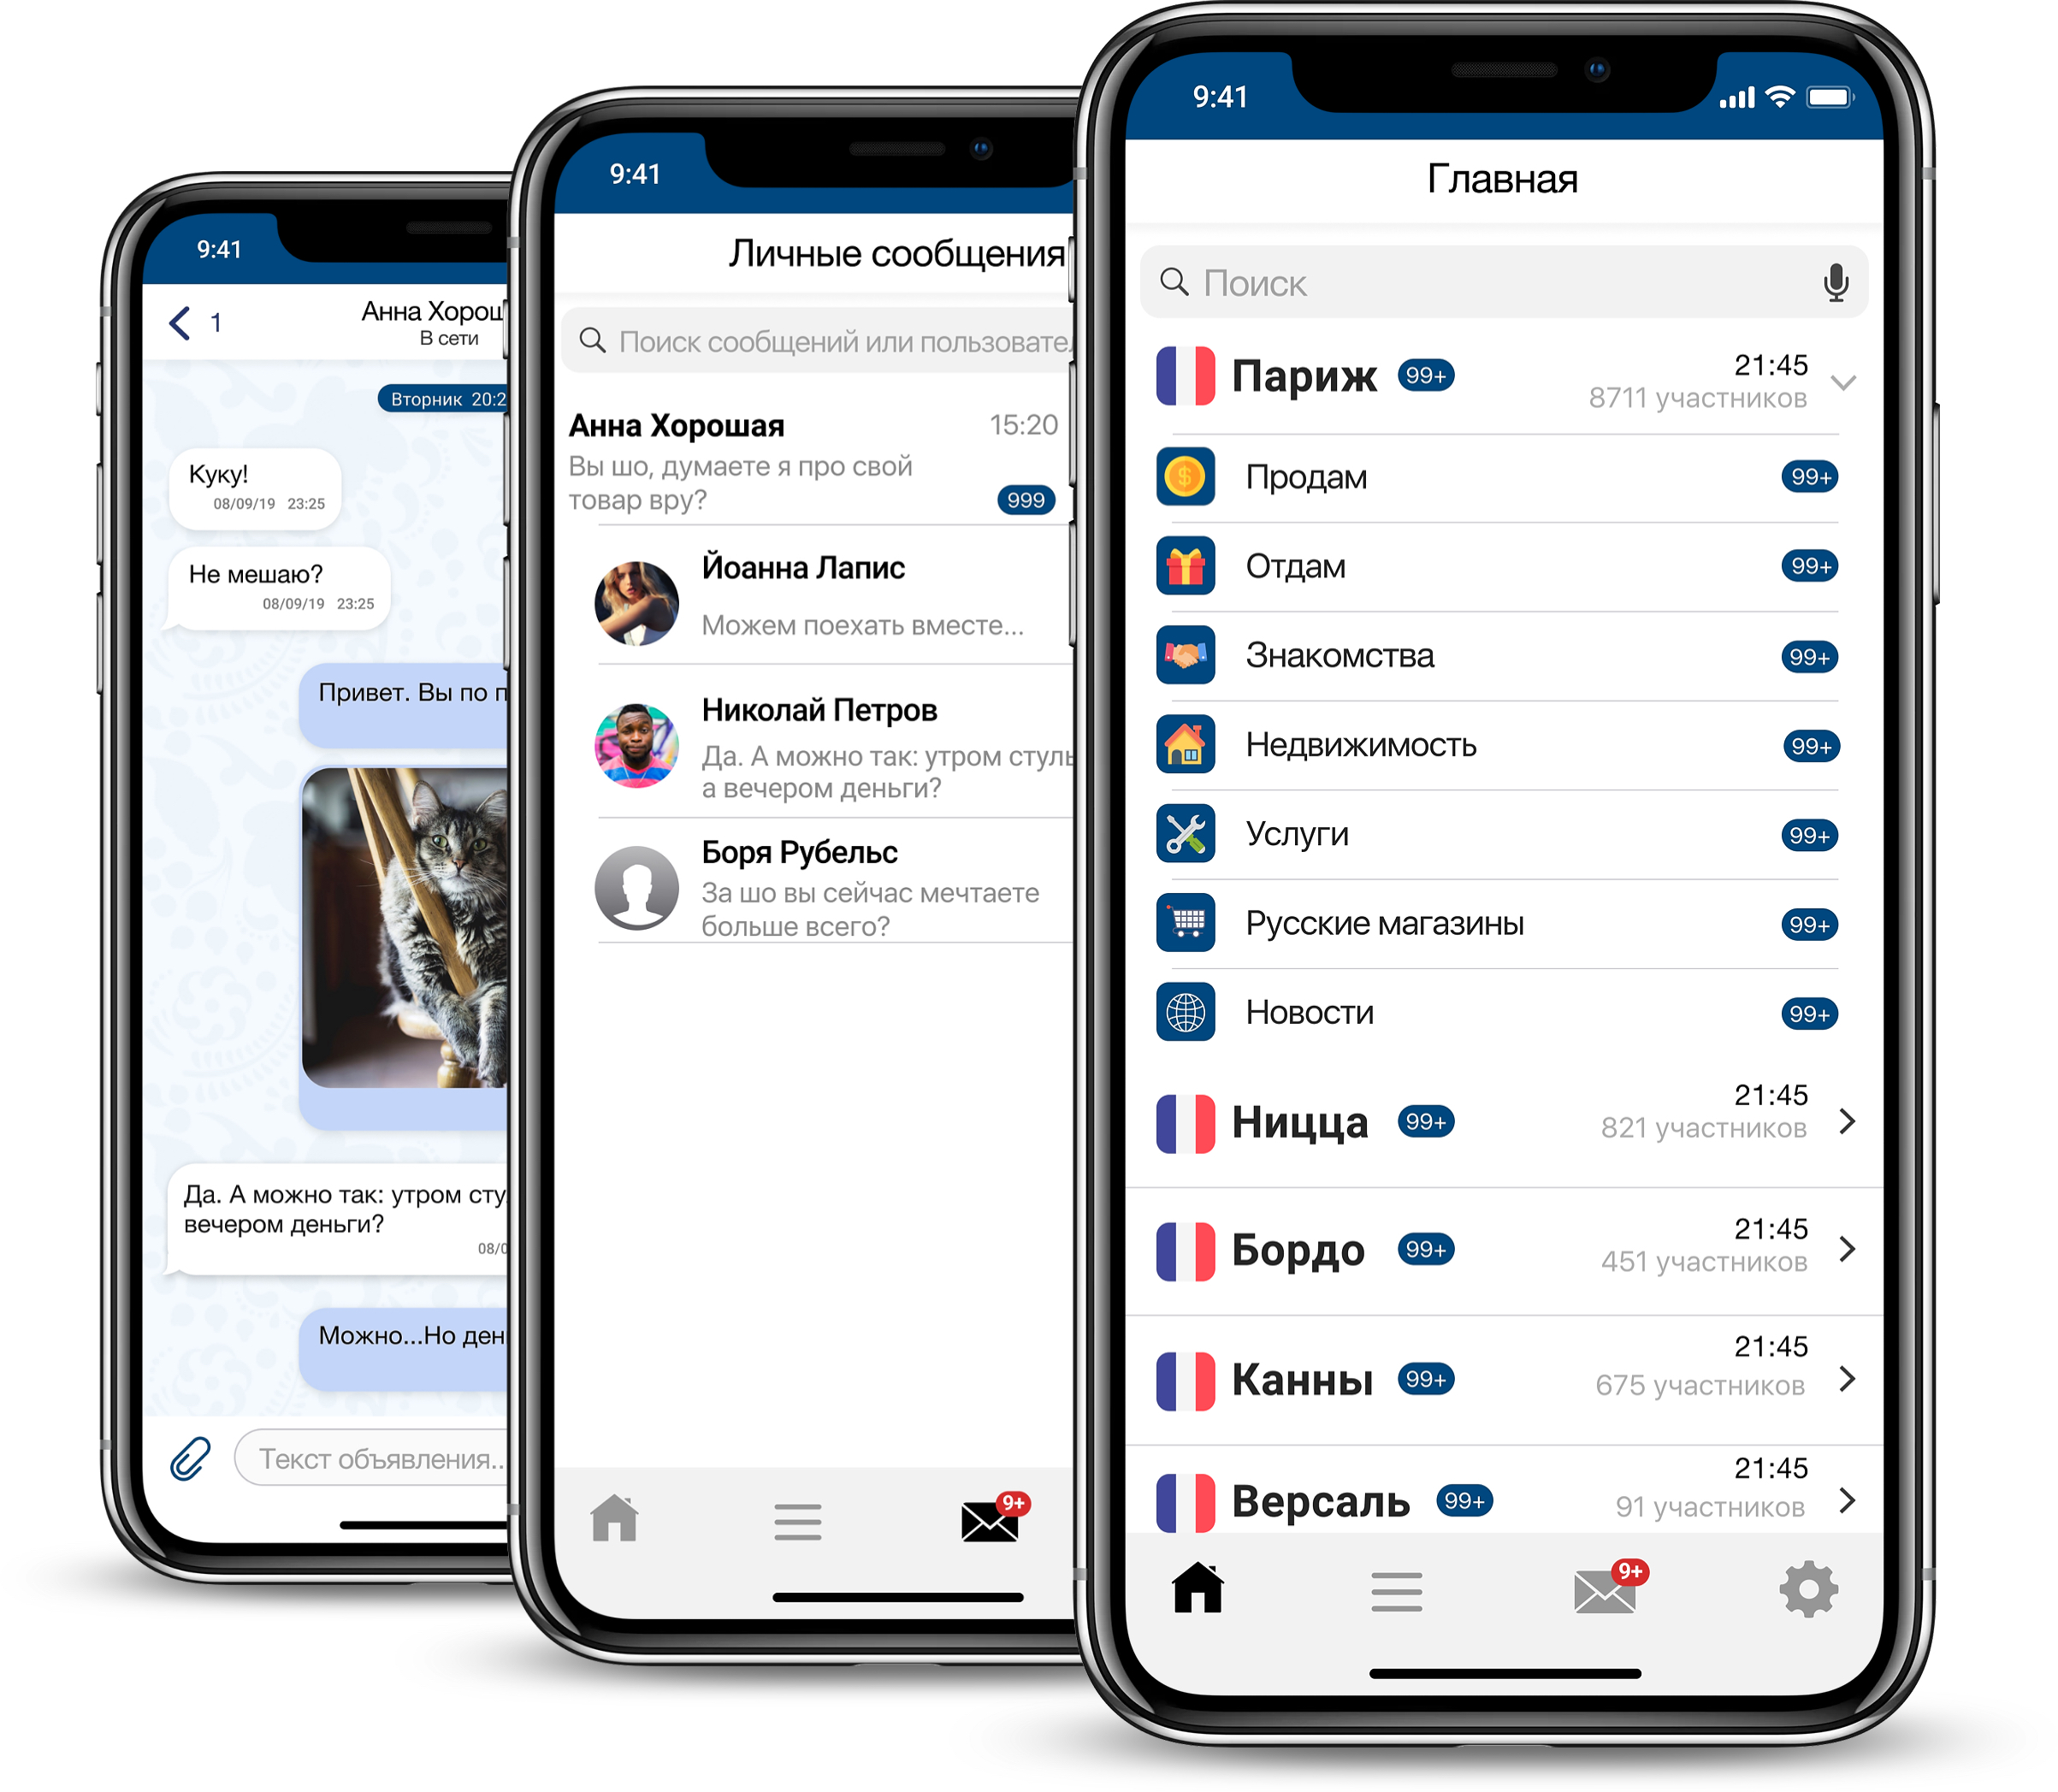 9:41
1
Анна Хорош
В сети
Вторник 20:2
Куку!
08/09/19 23:25
Не мешаю?
08/09/19 23:25
Привет. Вы по п
Да. А можно так: утром сту
вечером деньги?
08/0
Можно...Но ден
Текст объявления..
9:41
Личные сообщения
Поиск сообщений или пользовател
Анна Хорошая
15:20
Вы шо, думаете я про свой
товар вру?
999
Йоанна Лапис
Можем поехать вместе...
Николай Петров
Да. А можно так: утром стуль
а вечером деньги?
Боря Рубельс
За шо вы сейчас мечтаете
больше всего?
9+
9:41
Главная
Поиск
Париж 99+ 21:45
8711 участников
$
Продам 99+
Отдам 99+
Знакомства 99+
Недвижимость 99+
Услуги 99+
Русские магазины 99+
Новости 99+
Ницца 99+ 21:45
821 участников
Бордо 99+ 21:45
451 участников
Канны 99+ 21:45
675 участников
Версаль 99+ 21:45
91 участников
9+